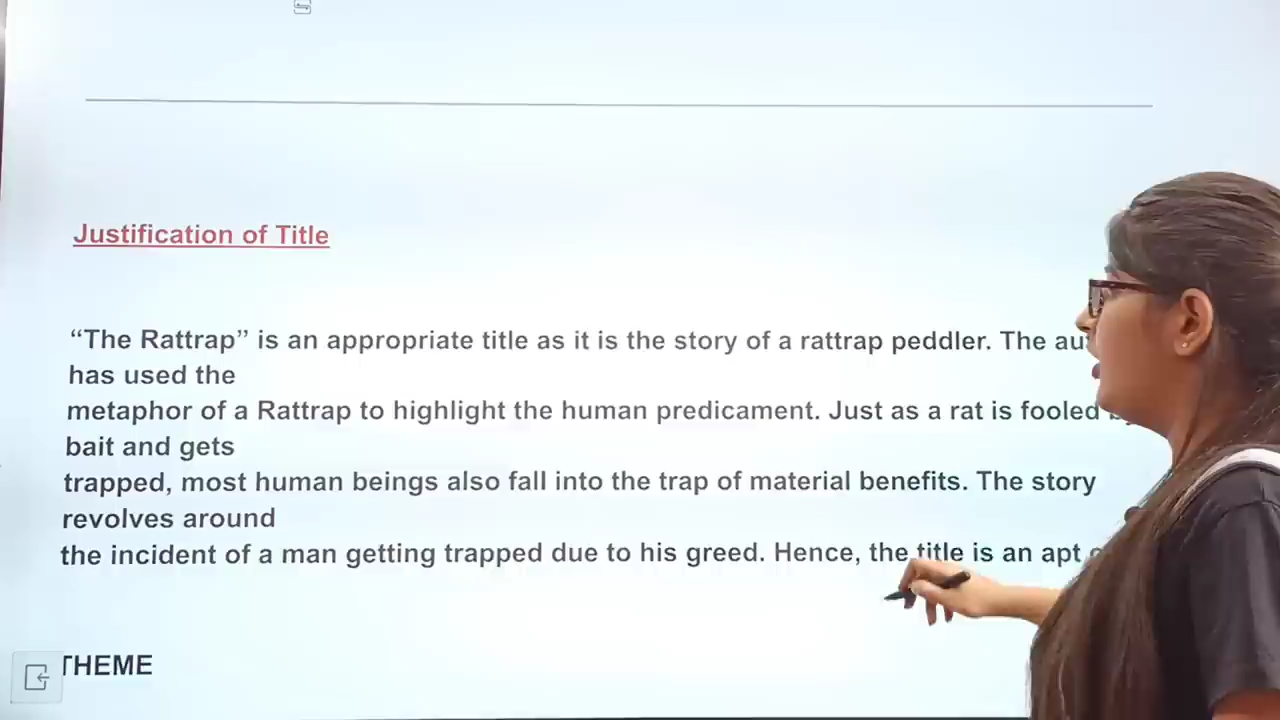 Justification of Title
“The Rattrap” is an appropriate title as it is the story of a rattrap peddler. The
has used the
metaphor of a Rattrap to highlight the human predicament. Just as a rat is fooled
bait and gets
trapped, most human beings also fall into the trap of material benefits. The story
revolves around
the incident of a man getting trapped due to his greed. Hence, the title is an apt
THEME